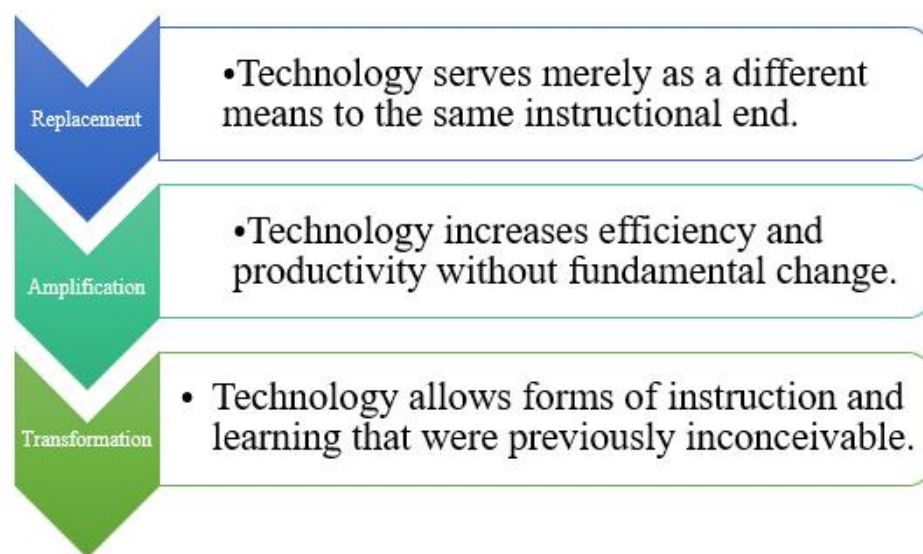 Replacement
•Technology serves merely as a different
means to the same instructional end.
Amplification
•Technology increases efficiency and
productivity without fundamental change.
Transformation
• Technology allows forms of instruction and
learning that were previously inconceivable.